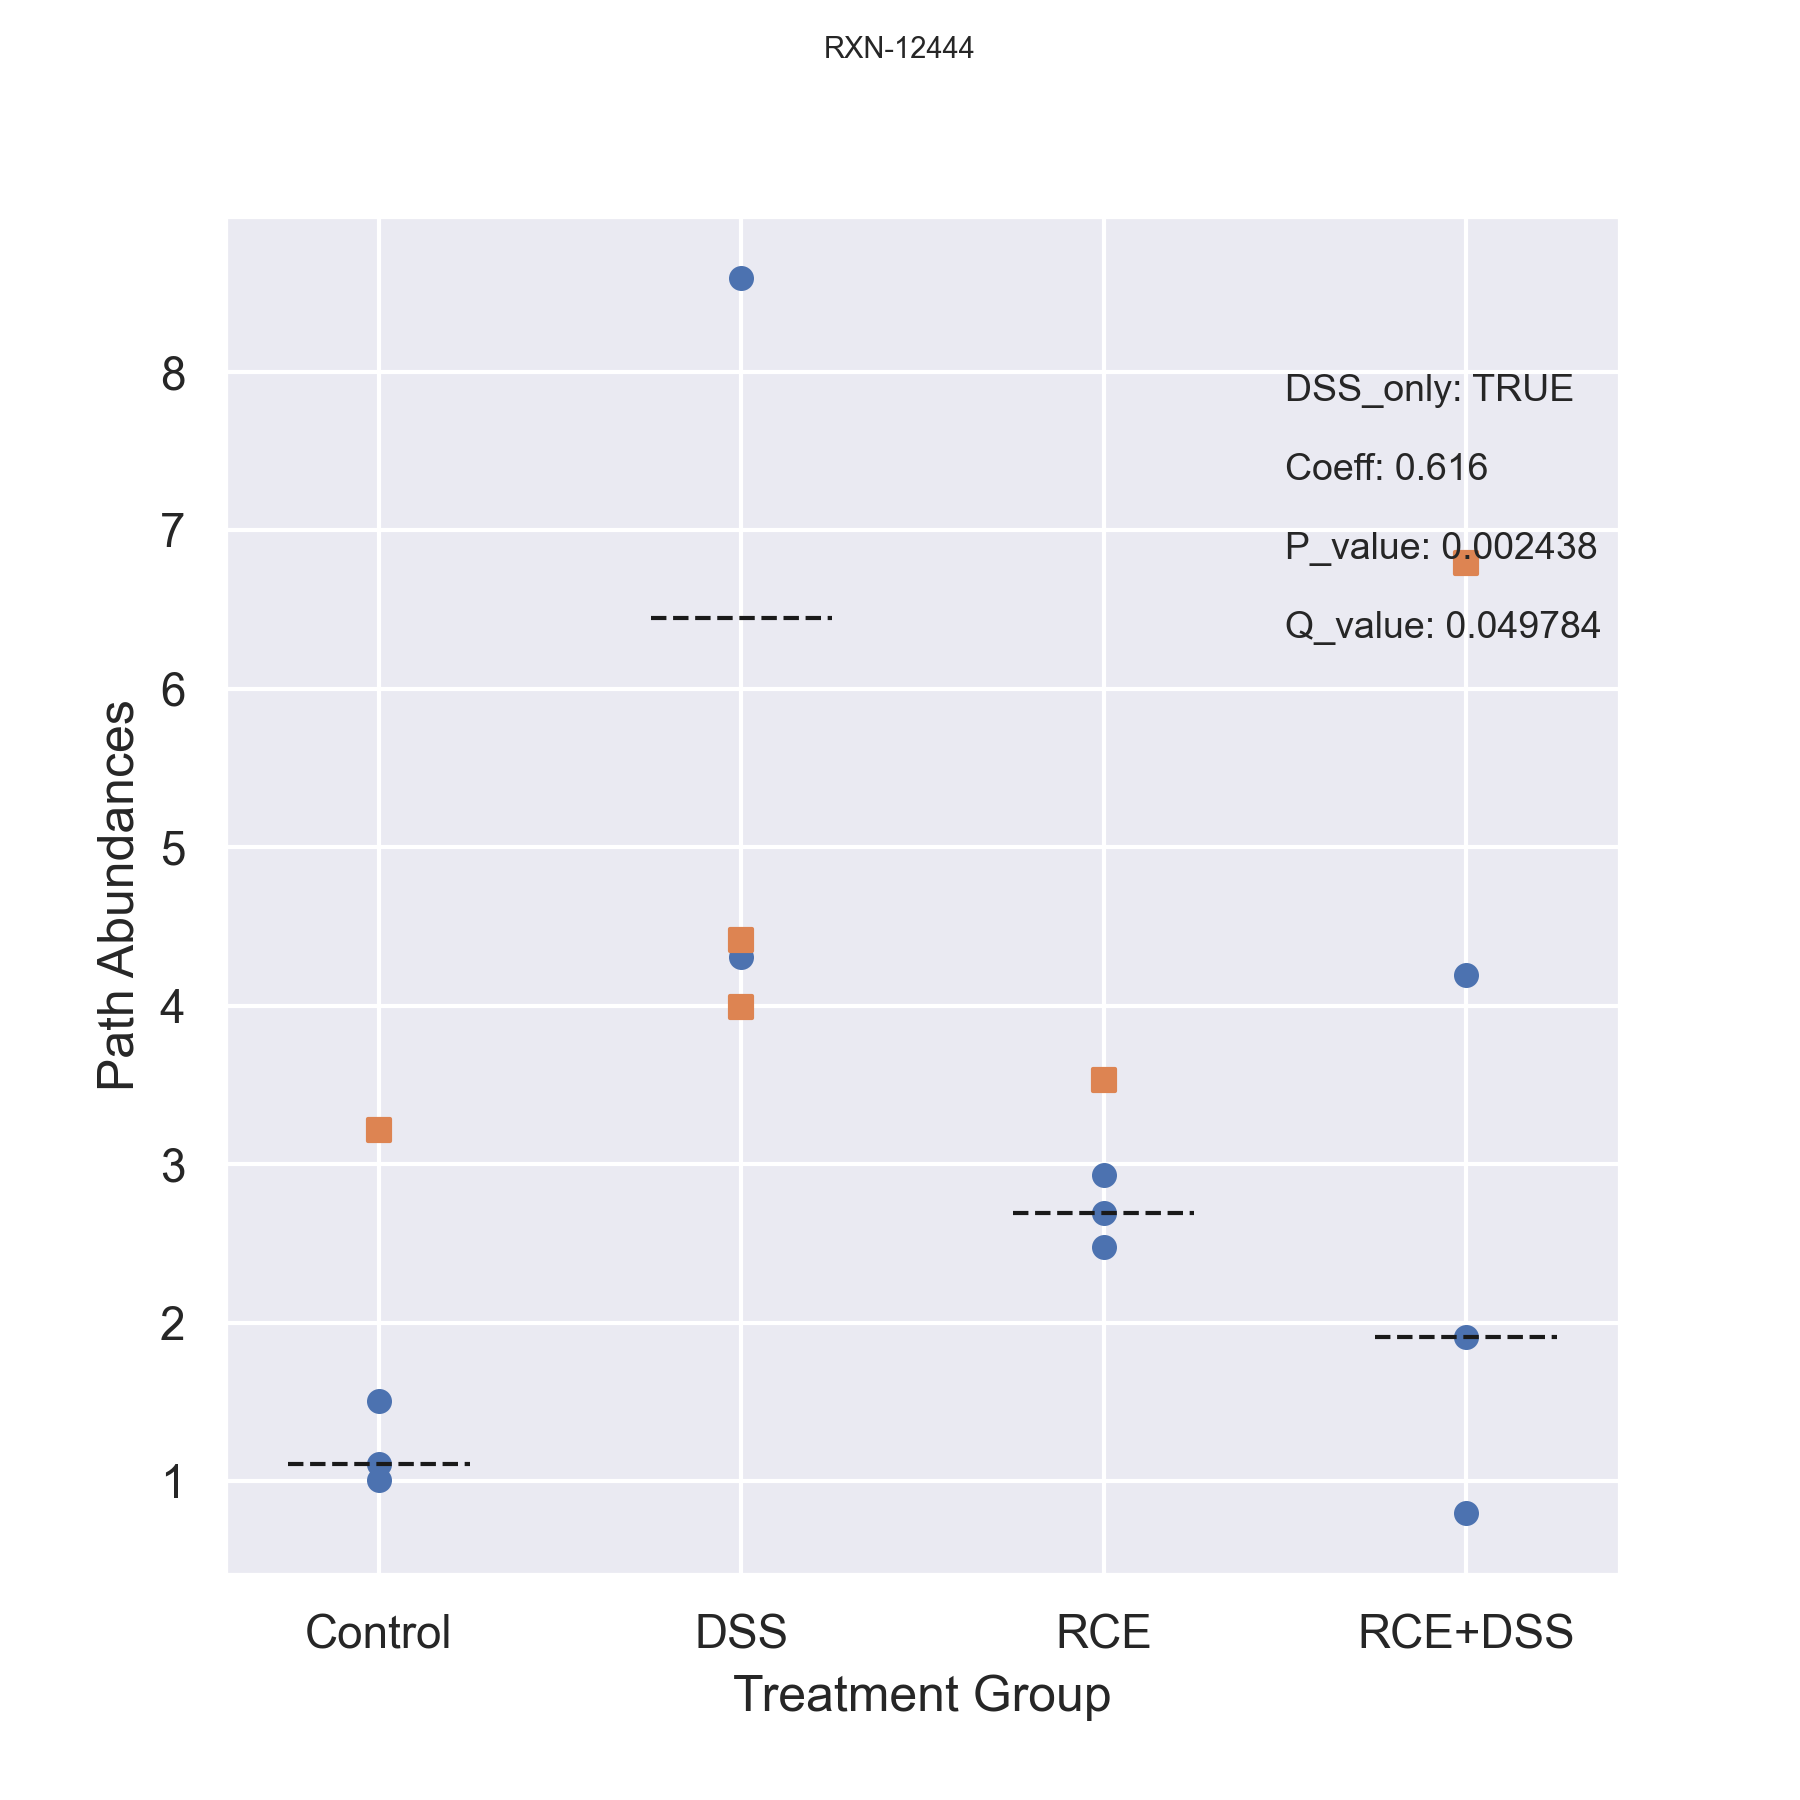 RXN-12444
8
7
6
5
4
3
2
1
Path Abundances
DSS_only: TRUE
Coeff: 0.616
P_value: 0.002438
Q_value: 0.049784
Control DSS RCE RCE+DSS
Treatment Group